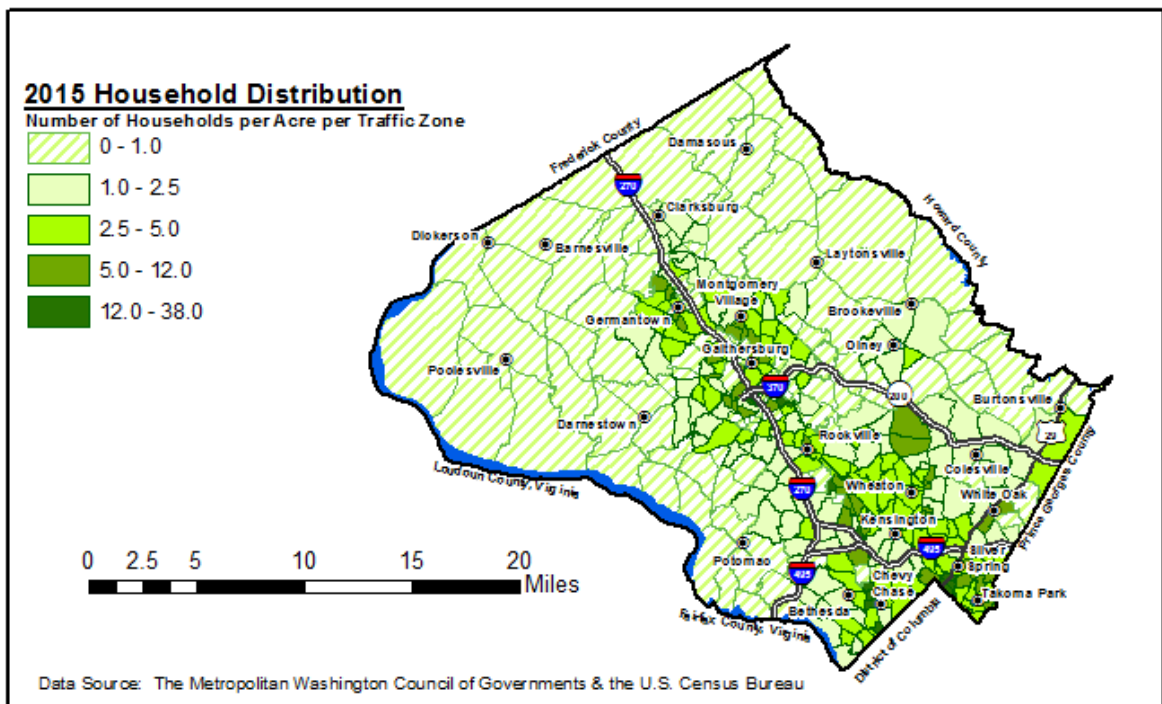 2015 Household Distribution
Number of Households per Acre per Traffic Zone
0 - 1.0
1.0 - 2.5
2.5 - 5.0
5.0 - 12.0
12.0 - 38.0
Frederick County
Damasous
270
Clarksburg
Howard County
Dickerson
Barnesville
Laytonsville
Montgomery
Village
Brookeville
Germantown
Olney
Gaithersburg
Poolesville
370
200
Burtonsville
Darnestown
29
Rockville
Colesville
Loudoun County, Virginia
270
Wheaton
White Oak
Prince Georges County
Kensington
495
Silver
Spring
0 2.5 5 10 15 20
Miles
Potomac
495
Chevy
Chase
Bethesda
Takoma Park
Fairfax County, Virginia
District of Columbia
Data Source: The Metropolitan Washington Council of Governments & the U.S. Census Bureau